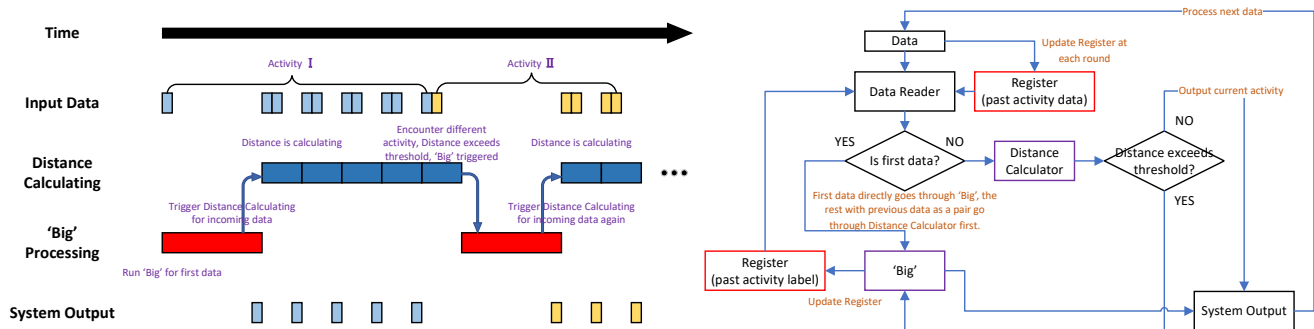 Time
Activity I
Activity II
Input Data
Distance is calculating
Encounter different
activity, Distance exceeds
threshold, ‘Big’ triggered
Distance is calculating
Distance
Calculating
Trigger Distance Calculating
for incoming data
Trigger Distance Calculating
for incoming data again
‘Big’
Processing
Run ‘Big’ for first data
System Output
Process next data
Data
Update Register at
each round
Data Reader
Register
(past activity data)
Output current activity
YES
NO
NO
Is first data?
Distance
Calculator
Distance exceeds
threshold?
YES
First data directly goes through ‘Big’, the
rest with previous data as a pair go
through Distance Calculator first.
Register
(past activity label)
‘Big’
Update Register
System Output